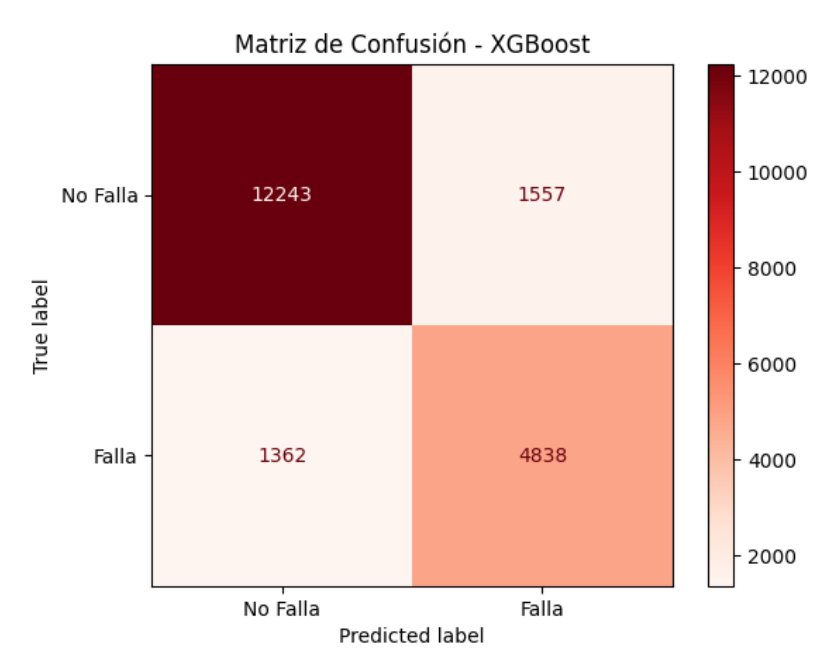 Matriz de Confusión - XGBoost
True label
No Falla
12243
1557
Falla
1362
4838
No Falla
Falla
Predicted label
12000
10000
8000
6000
4000
2000